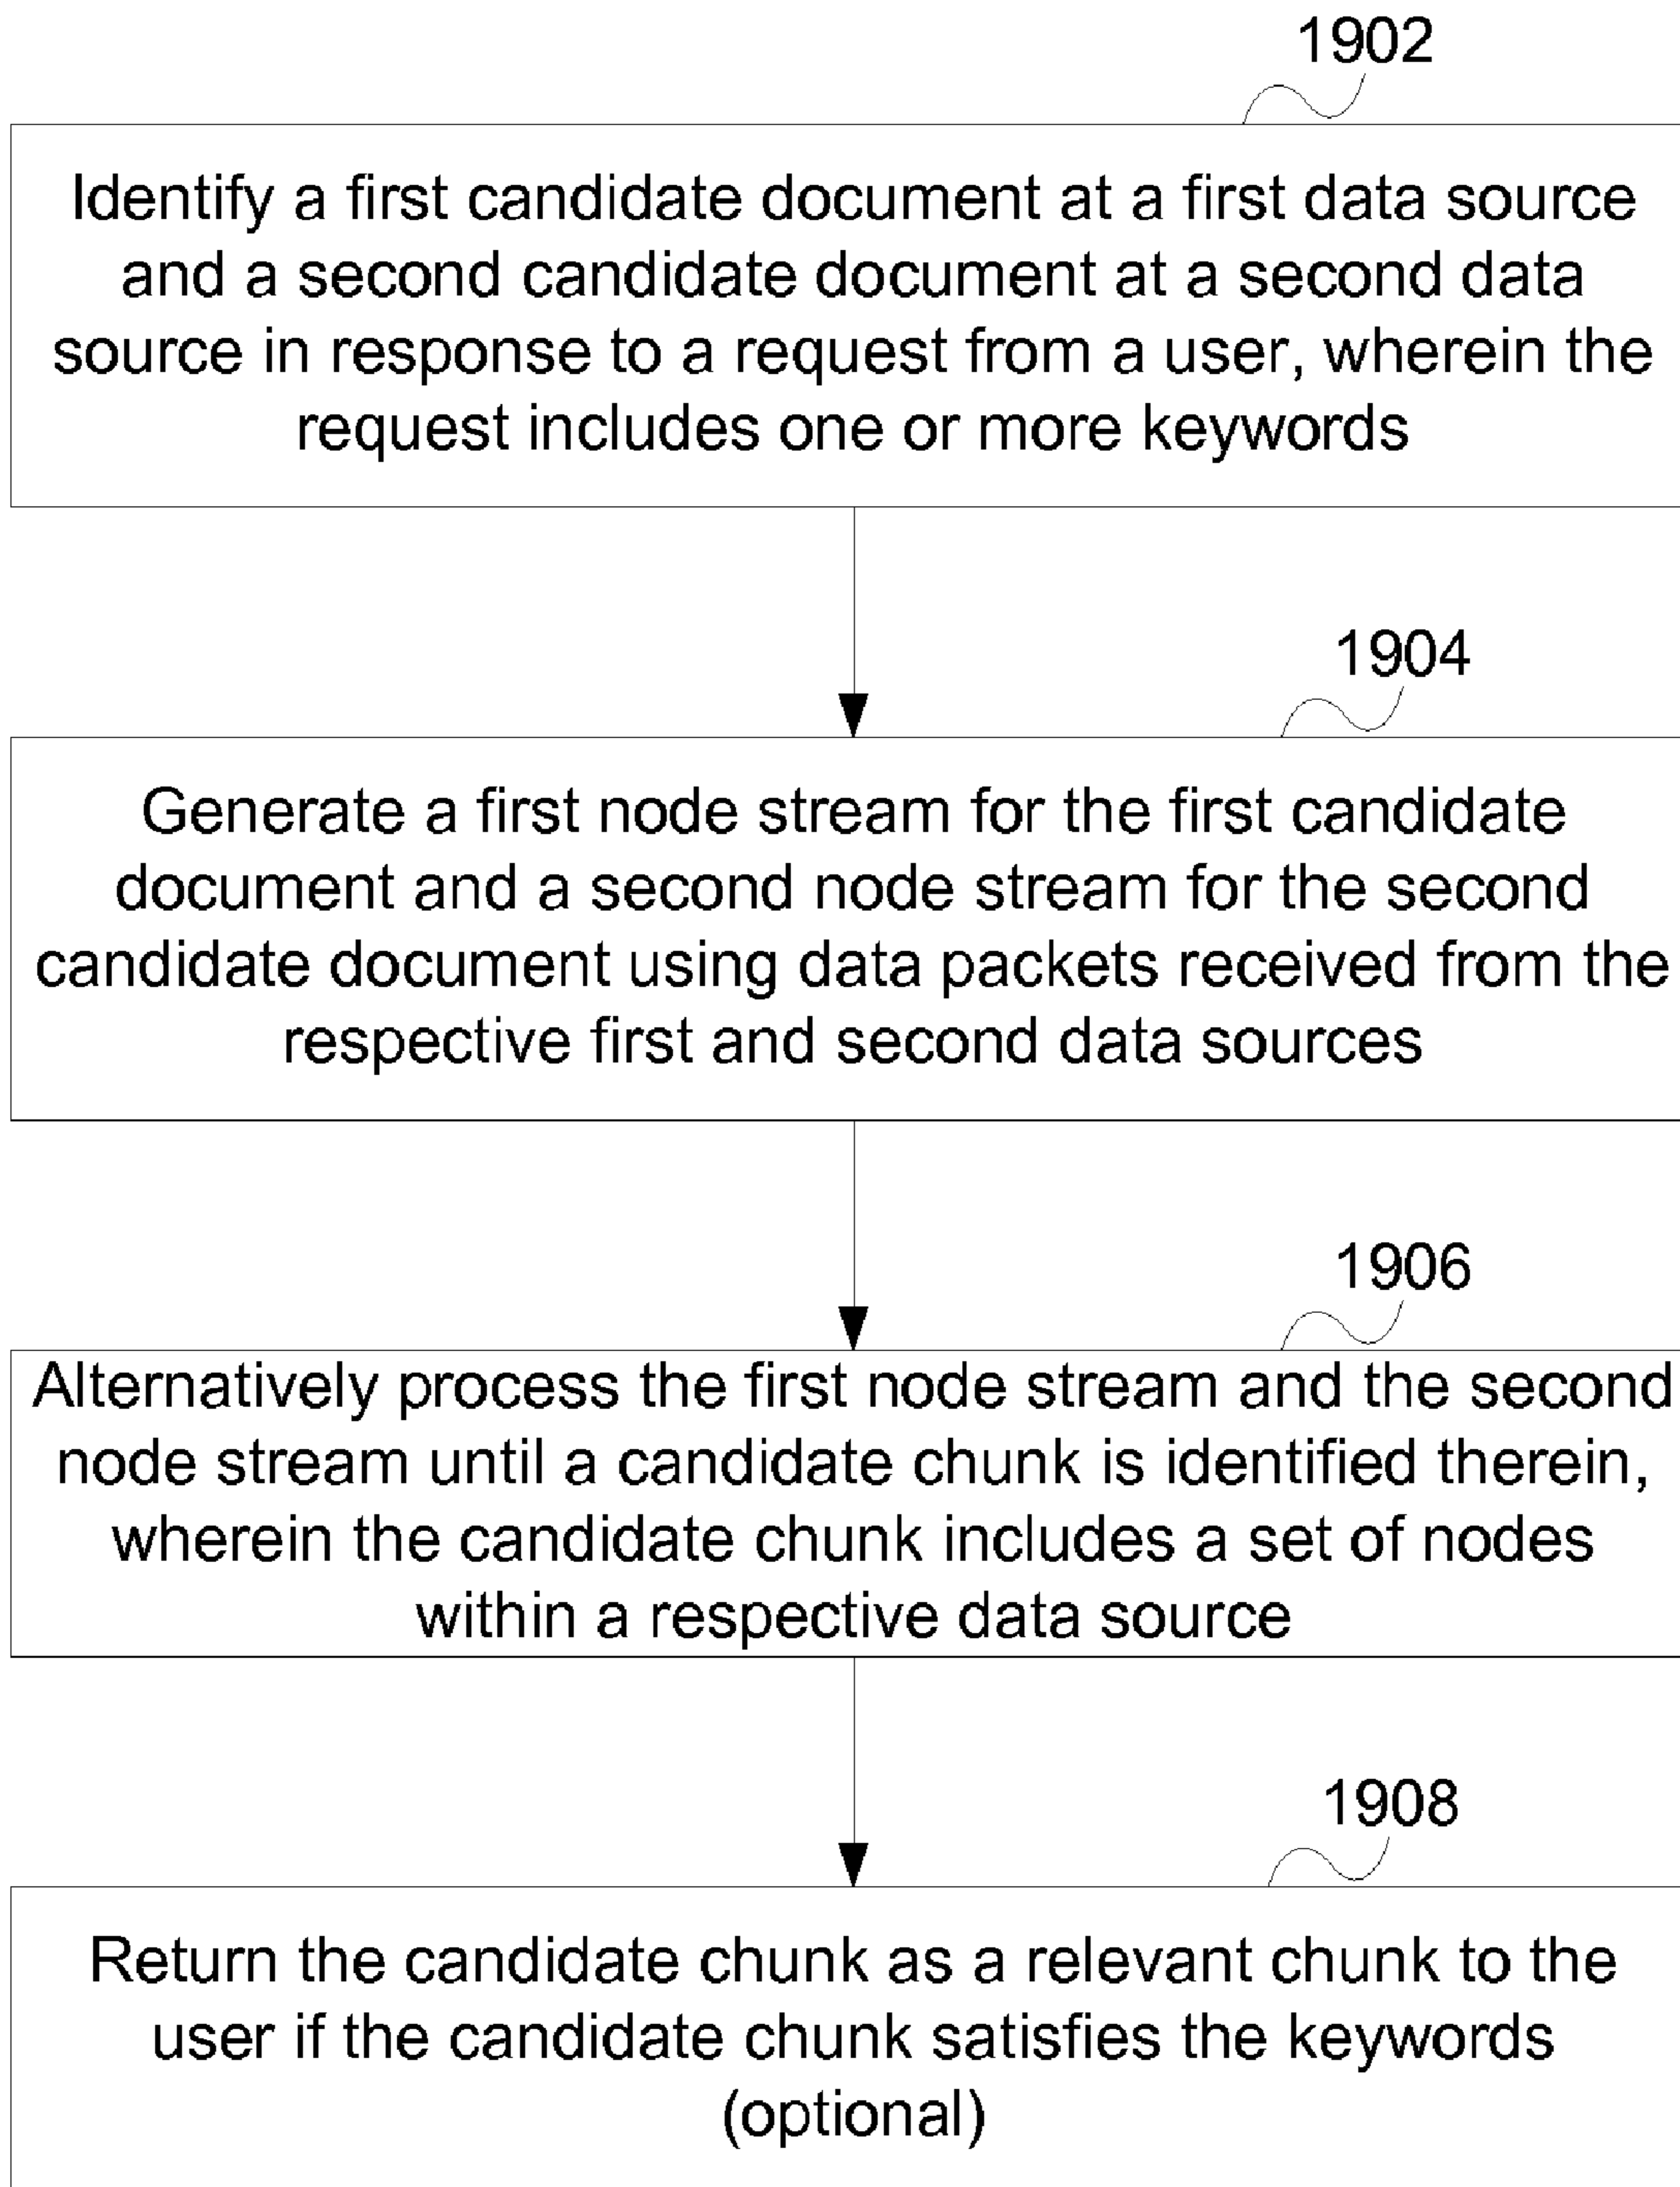 1902
Identify a first candidate document at a first data source
and a second candidate document at a second data
source in response to a request from a user, wherein the
request includes one or more keywords
1904
Generate a first node stream for the first candidate
document and a second node stream for the second
candidate document using data packets received from the
respective first and second data sources
1906
Alternatively process the first node stream and the second
node stream until a candidate chunk is identified therein,
wherein the candidate chunk includes a set of nodes
within a respective data source
1908
Return the candidate chunk as a relevant chunk to the
user if the candidate chunk satisfies the keywords
(optional)